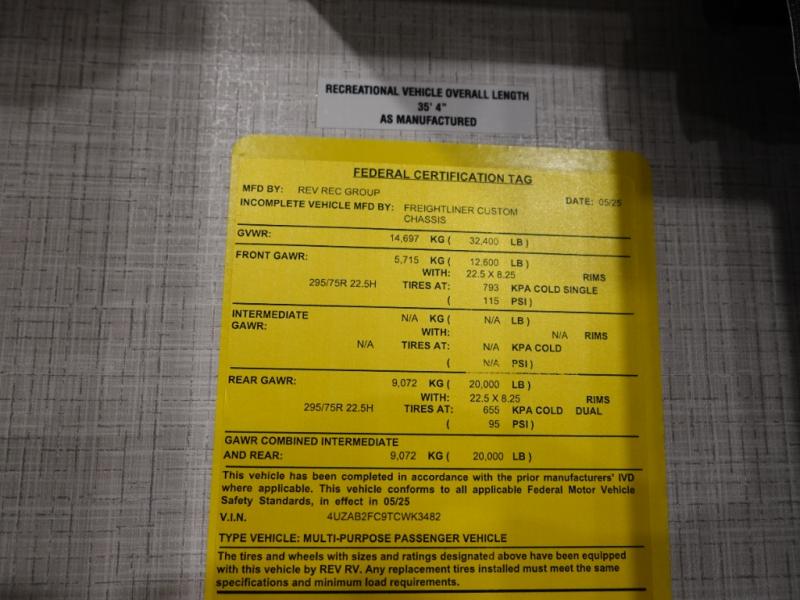 RECREATIONAL VEHICLE OVERALL LENGTH
35' 4"
AS MANUFACTURED
FEDERAL CERTIFICATION TAG
MFD BY: REV REC GROUP DATE: 05/25
INCOMPLETE VEHICLE MFD BY: FREIGHTLINER CUSTOM
CHASSIS
GVWR: 14,697 KG ( 32,400 LB )
FRONT GAWR: 5,715 KG ( 12,600 LB )
WITH: 22.5 X 8.25 RIMS
295/75R 22.5H TIRES AT: 793 KPA COLD SINGLE
( 115 PSI )
INTERMEDIATE N/A KG ( N/A LB )
GAWR: WITH: N/A RIMS
N/A TIRES AT: N/A KPA COLD
( N/A PSI )
REAR GAWR: 9,072 KG ( 20,000 LB )
WITH: 22.5 X 8.25 RIMS
295/75R 22.5H TIRES AT: 655 KPA COLD DUAL
( 95 PSI )
GAWR COMBINED INTERMEDIATE
AND REAR: 9,072 KG ( 20,000 LB )
This vehicle has been completed in accordance with the prior manufacturers' IVD
where applicable. This vehicle conforms to all applicable Federal Motor Vehicle
Safety Standards, in effect in 05/25
V.I.N. 4UZAB2FC9TCWK3482
TYPE VEHICLE: MULTI-PURPOSE PASSENGER VEHICLE
The tires and wheels with sizes and ratings designated above have been equipped
with this vehicle by REV RV. Any replacement tires installed must meet the same
specifications and minimum load requirements.